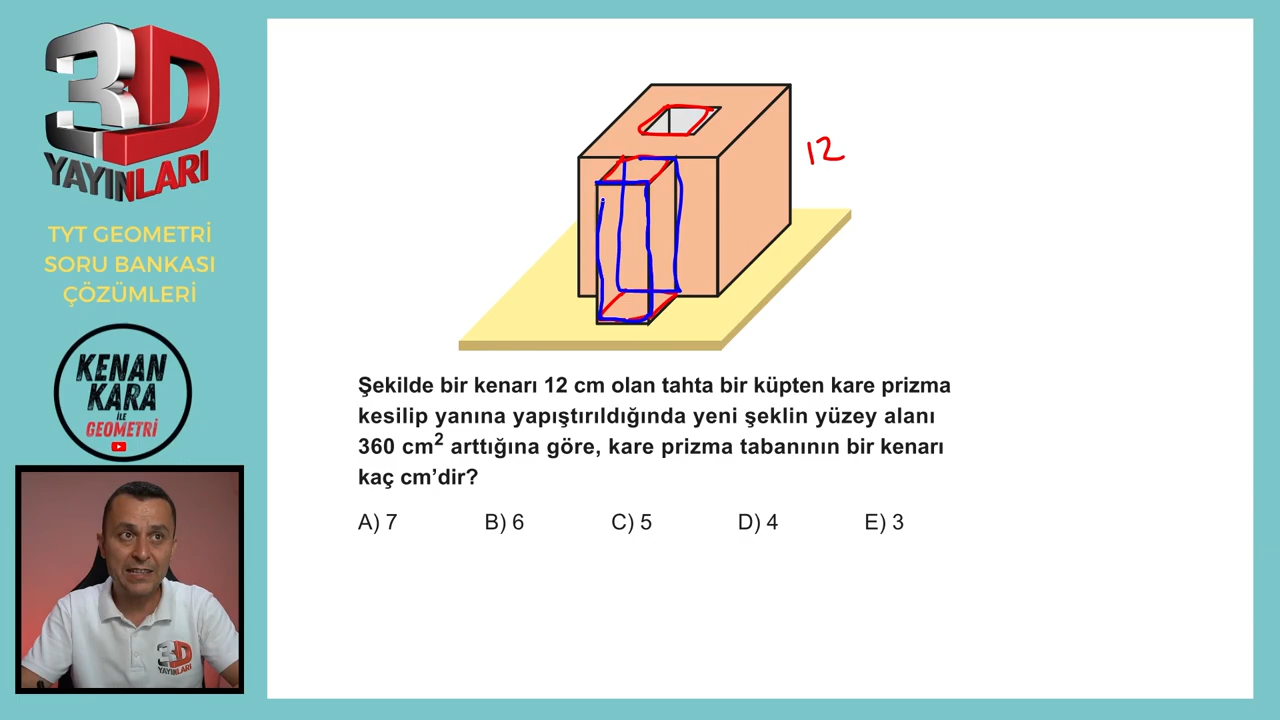 3D
YAYINLARI
TYT GEOMETRİ
SORU BANKASI
ÇÖZÜMLERİ
KENAN
KARA
İLE
GEOMETRİ
3D
YAYINLARI
12
Şekilde bir kenarı 12 cm olan tahta bir küpten kare prizma
kesilip yanına yapıştırıldığında yeni şeklin yüzey alanı
360 cm² arttığına göre, kare prizma tabanının bir kenarı
kaç cm’dir?
A) 7 B) 6 C) 5 D) 4 E) 3